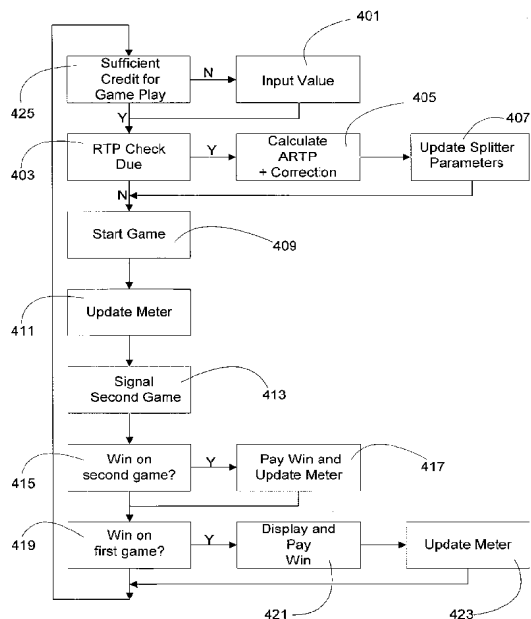 401
Sufficient
Credit for
Game Play
N
Input Value
425
Y
405
407
RTP Check
Due
Y
Calculate
ARTP
+ Correction
Update Splitter
Parameters
403
N
Start Game
409
Update Meter
411
Signal
Second Game
413
Win on
second game?
Y
Pay Win and
Update Meter
417
415
Win on
first game?
Y
Display and
Pay
Win
Update Meter
419
421
423